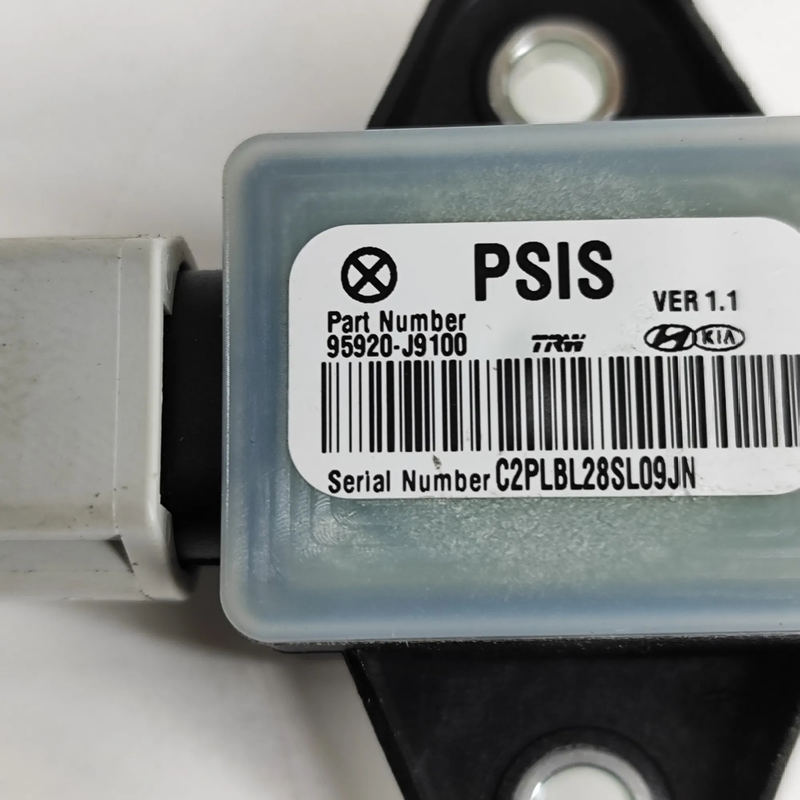 PSIS
VER 1.1
Part Number
95920-J9100
TRW
KIA
Serial Number C2PLBL28SL09JN